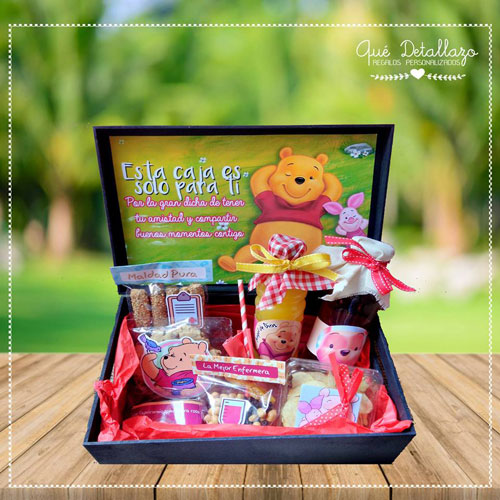 Qué Detallazo
REGALOS PERSONALIZADOS
Esta caja es
solo para ti
Por la gran dicha de tener
tu amistad y compartir
buenos momentos contigo
Maldad Pura
La Mejor Enfermera